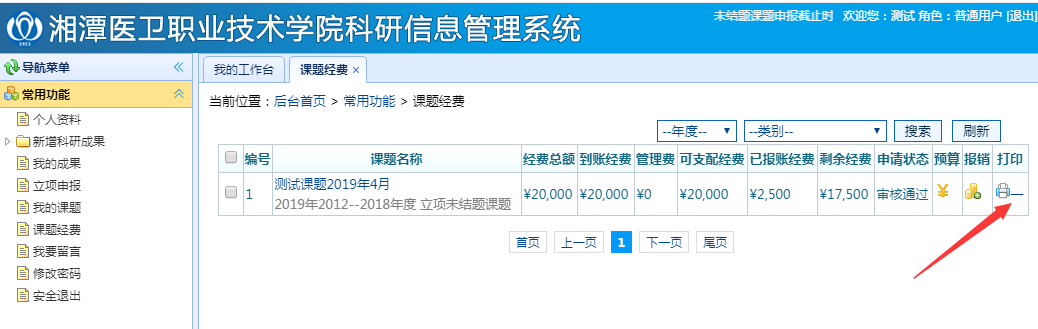 湘潭医卫职业技术学院科研信息管理系统
未结题课题申报截止时 欢迎您：测试 角色：普通用户 [退出]
导航菜单
常用功能
个人资料
新增科研成果
我的成果
立项申报
我的课题
课题经费
我要留言
修改密码
安全退出
我的工作台 课题经费
当前位置：后台首页 > 常用功能 > 课题经费
--年度-- --类别-- 搜索 刷新
编号 课题名称 经费总额 到账经费 管理费 可支配经费 已报账经费 剩余经费 申请状态 预算 报销 打印
1 测试课题2019年4月 ¥20,000 ¥20,000 ¥0 ¥20,000 ¥2,500 ¥17,500 审核通过 ¥
2019年2012--2018年度 立项未结题课题
首页 上一页 1 下一页 尾页